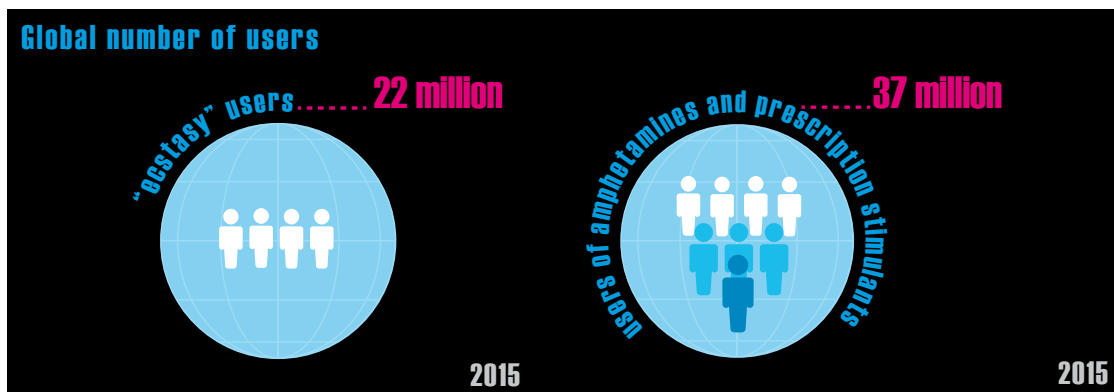 Global number of users
"ecstasy" users
22 million
2015
users of amphetamines and prescription stimulants
37 million
2015